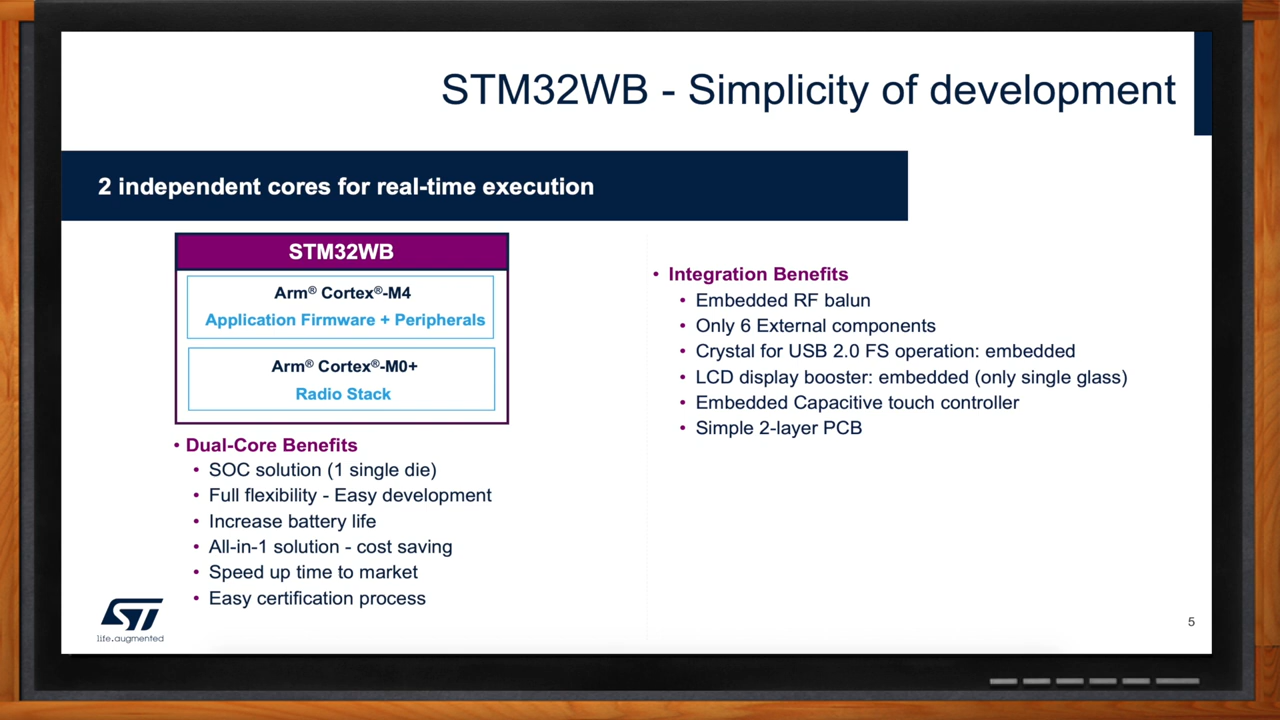 STM32WB - Simplicity of development
2 independent cores for real-time execution
STM32WB
Arm® Cortex®-M4
Application Firmware + Peripherals
Arm® Cortex®-M0+
Radio Stack
• Dual-Core Benefits
• SOC solution (1 single die)
• Full flexibility - Easy development
• Increase battery life
• All-in-1 solution - cost saving
• Speed up time to market
• Easy certification process
• Integration Benefits
• Embedded RF balun
• Only 6 External components
• Crystal for USB 2.0 FS operation: embedded
• LCD display booster: embedded (only single glass)
• Embedded Capacitive touch controller
• Simple 2-layer PCB
ST
life.augmented
5